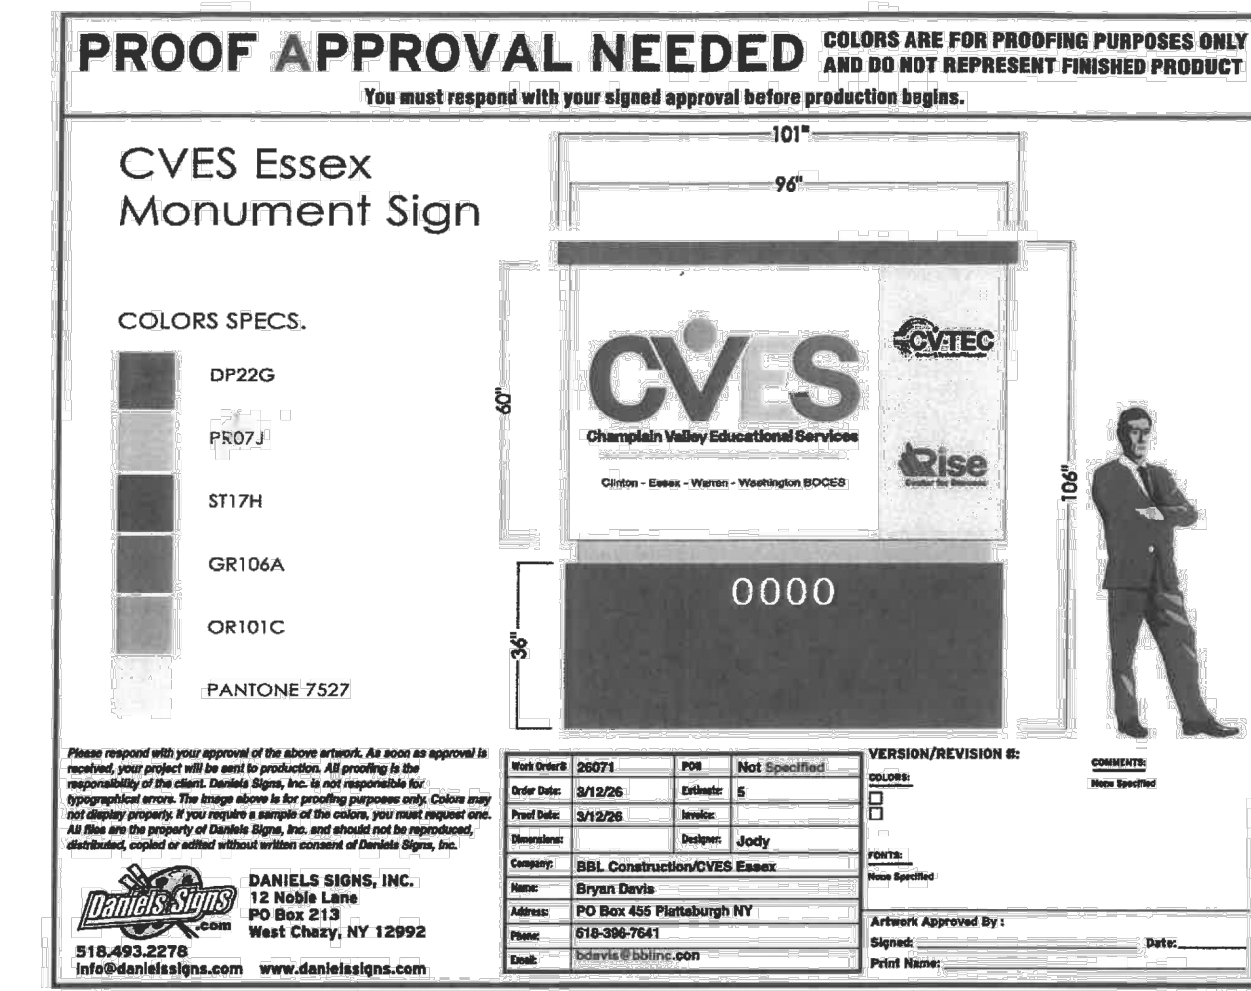 PROOF APPROVAL NEEDED
COLORS ARE FOR PROOFING PURPOSES ONLY
AND DO NOT REPRESENT FINISHED PRODUCT
You must respond with your signed approval before production begins.
CVES Essex
Monument Sign
COLORS SPECS.
DP22G
PR07J
ST17H
GR106A
OR101C
PANTONE 7527
101"
96"
60"
106"
36"
CVES
Champlain Valley Educational Services
Clinton - Essex - Warren - Washington BOCES
CVTEC
Rise
Center for Success
0000
Please respond with your approval of the above artwork. As soon as approval is
received, your project will be sent to production. All proofing is the
responsibility of the client. Daniels Signs, Inc. is not responsible for
typographical errors. The image above is for proofing purposes only. Colors may
not display properly. If you require a sample of the colors, you must request one.
All files are the property of Daniels Signs, Inc. and should not be reproduced,
distributed, copied or edited without written consent of Daniels Signs, Inc.
Daniels Signs
.com
DANIELS SIGNS, INC.
12 Noble Lane
PO Box 213
West Chazy, NY 12992
518.493.2278
info@danielssigns.com www.danielssigns.com
Work Order# 26071 PO# Not Specified
Order Date: 3/12/26 Estimate: 5
Proof Date: 3/12/26 Invoice:
Dimensions: Designer: Jody
Company: BBL Construction/CVES Essex
Name: Bryan Davis
Address: PO Box 455 Plattsburgh NY
Phone: 518-396-7641
Email: bdavis@bblinc.con
VERSION/REVISION #:
COLORS:
FONTS:
None Specified
COMMENTS:
None Specified
Artwork Approved By :
Signed: Date:
Print Name: